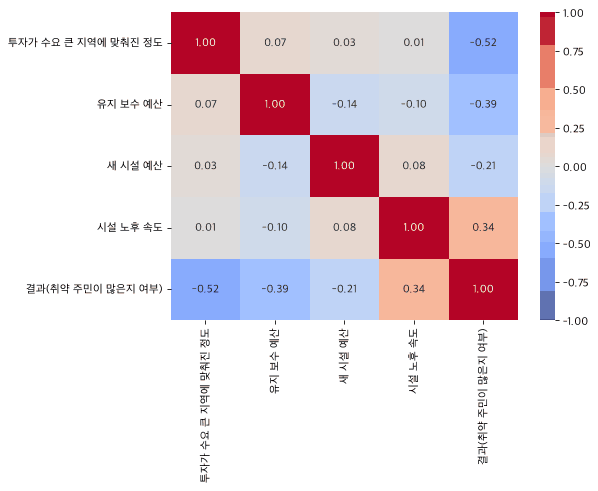 투자가 수요 큰 지역에 맞춰진 정도 1.00 0.07 0.03 0.01 −0.52
유지 보수 예산 0.07 1.00 −0.14 −0.10 −0.39
새 시설 예산 0.03 −0.14 1.00 0.08 −0.21
시설 노후 속도 0.01 −0.10 0.08 1.00 0.34
결과(취약 주민이 많은지 여부) −0.52 −0.39 −0.21 0.34 1.00
투자가 수요 큰 지역에 맞춰진 정도
유지 보수 예산
새 시설 예산
시설 노후 속도
결과(취약 주민이 많은지 여부)
1.00
0.75
0.50
0.25
0.00
−0.25
−0.50
−0.75
−1.00